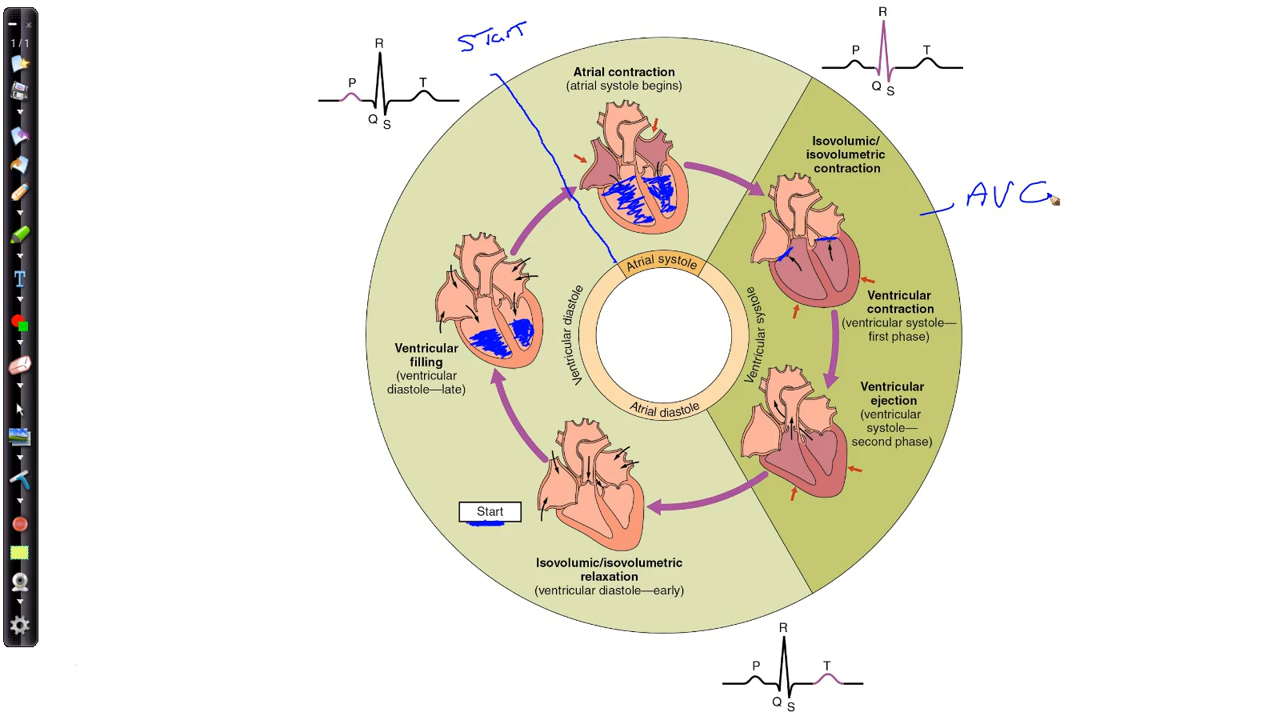 1/1
START
R
P
T
Q
S
R
P
T
Q
S
Atrial contraction
(atrial systole begins)
Isovolumic/
isovolumetric
contraction
AVC
Atrial systole
Ventricular diastole
Ventricular systole
Atrial diastole
Ventricular
contraction
(ventricular systole—
first phase)
Ventricular
filling
(ventricular
diastole—late)
Ventricular
ejection
(ventricular
systole—
second phase)
Start
Isovolumic/isovolumetric
relaxation
(ventricular diastole—early)
R
P
T
Q
S
T